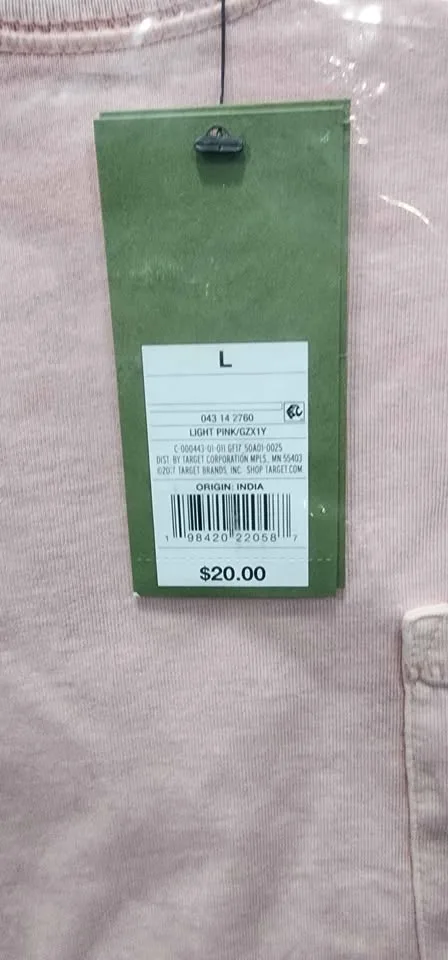 L
043 14 2760
LIGHT PINK/GZX1Y
C-000443-01-011 GF17 50A01-0025
DIST. BY TARGET CORPORATION MPLS., MN 55403
©2017 TARGET BRANDS, INC. SHOP TARGET.COM
ORIGIN: INDIA
1 98420 22058 7
$20.00